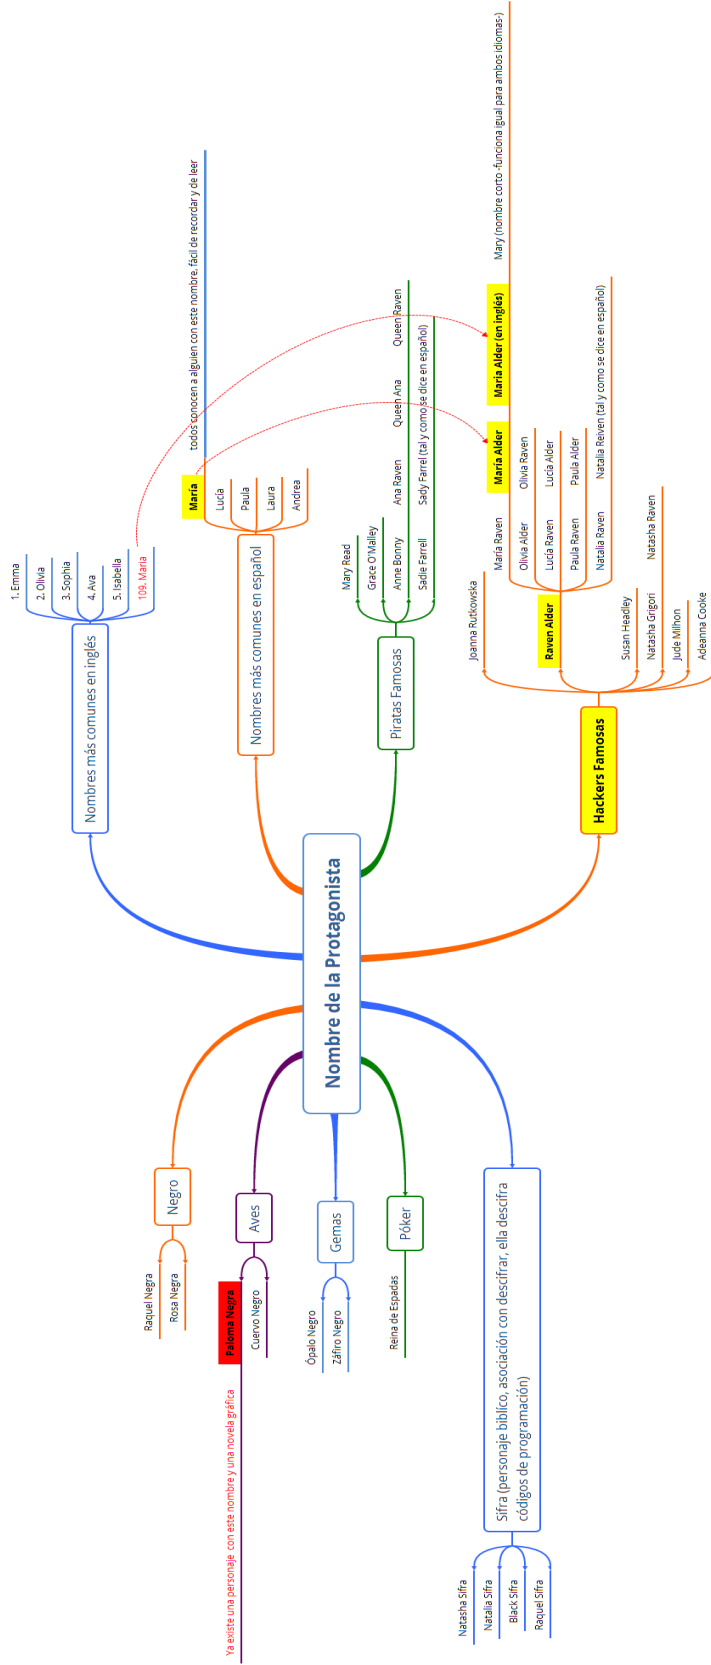 Nombre de la Protagonista
Nombres más comunes en inglés
1. Emma
2. Olivia
3. Sophia
4. Ava
5. Isabella
109. Maria
Nombres más comunes en español
María
todos conocen a alguien con este nombre, fácil de recordar y de leer
Lucía
Paula
Laura
Andrea
Piratas Famosas
Mary Read
Grace O'Malley
Anne Bonny
Ana Raven
Queen Ana
Queen Raven
Sadie Farrell
Sady Farrel (tal y como se dice en español)
Hackers Famosas
Joanna Rutkowska
Raven Alder
María Raven
María Alder
Maria Alder (en inglés)
Mary (nombre corto -funciona igual para ambos idiomas-)
Olivia Alder
Olivia Raven
Lucía Raven
Lucía Alder
Paula Raven
Paula Alder
Natalia Raven
Natalia Reiven (tal y como se dice en español)
Susan Headley
Natasha Grigori
Natasha Raven
Jude Milhon
Adeanna Cooke
Negro
Raquel Negra
Rosa Negra
Aves
Paloma Negra
Ya existe una personaje con este nombre y una novela gráfica
Cuervo Negro
Gemas
Ópalo Negro
Záfiro Negro
Póker
Reina de Espadas
Sifra (personaje bíblico, asociación con descifrar, ella descifra
códigos de programación)
Natasha Sifra
Natalia Sifra
Black Sifra
Raquel Sifra